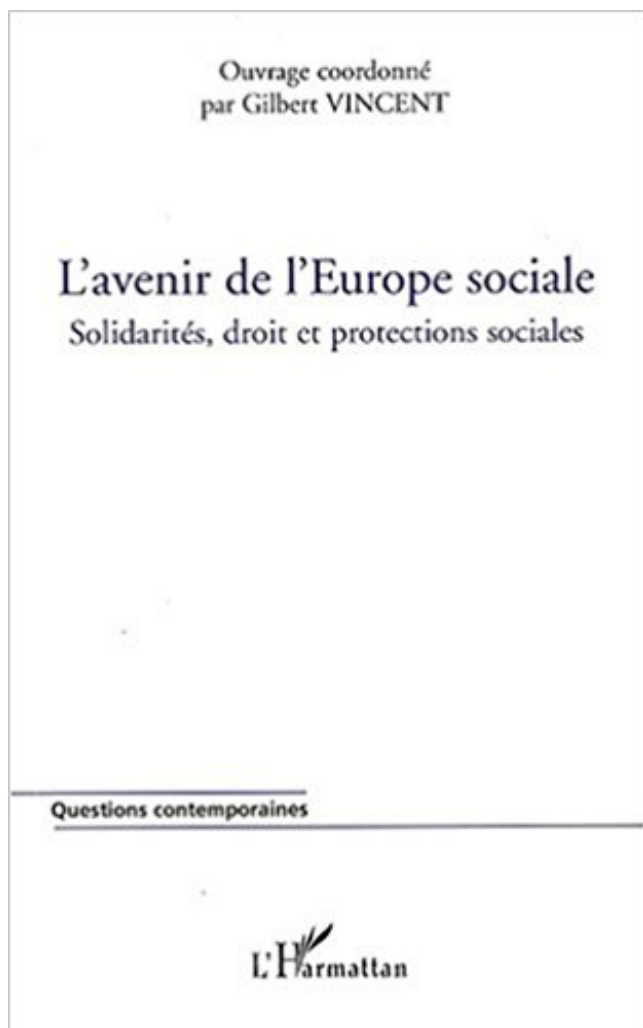 Ouvrage coordonné
par Gilbert VINCENT
L'avenir de l'Europe sociale
Solidarités, droit et protections sociales
Questions contemporaines
L'Harmattan